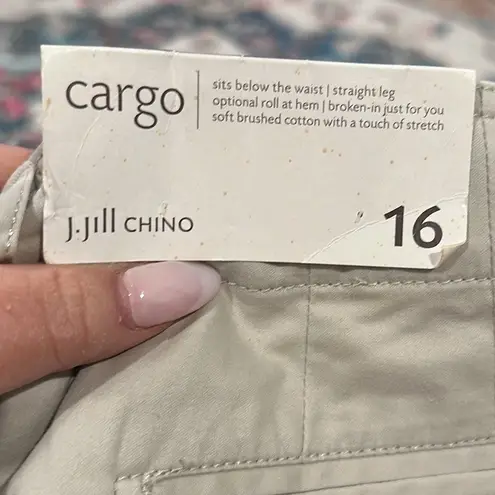 cargo
sits below the waist | straight leg
optional roll at hem | broken-in just for you
soft brushed cotton with a touch of stretch
J.Jill CHINO
16